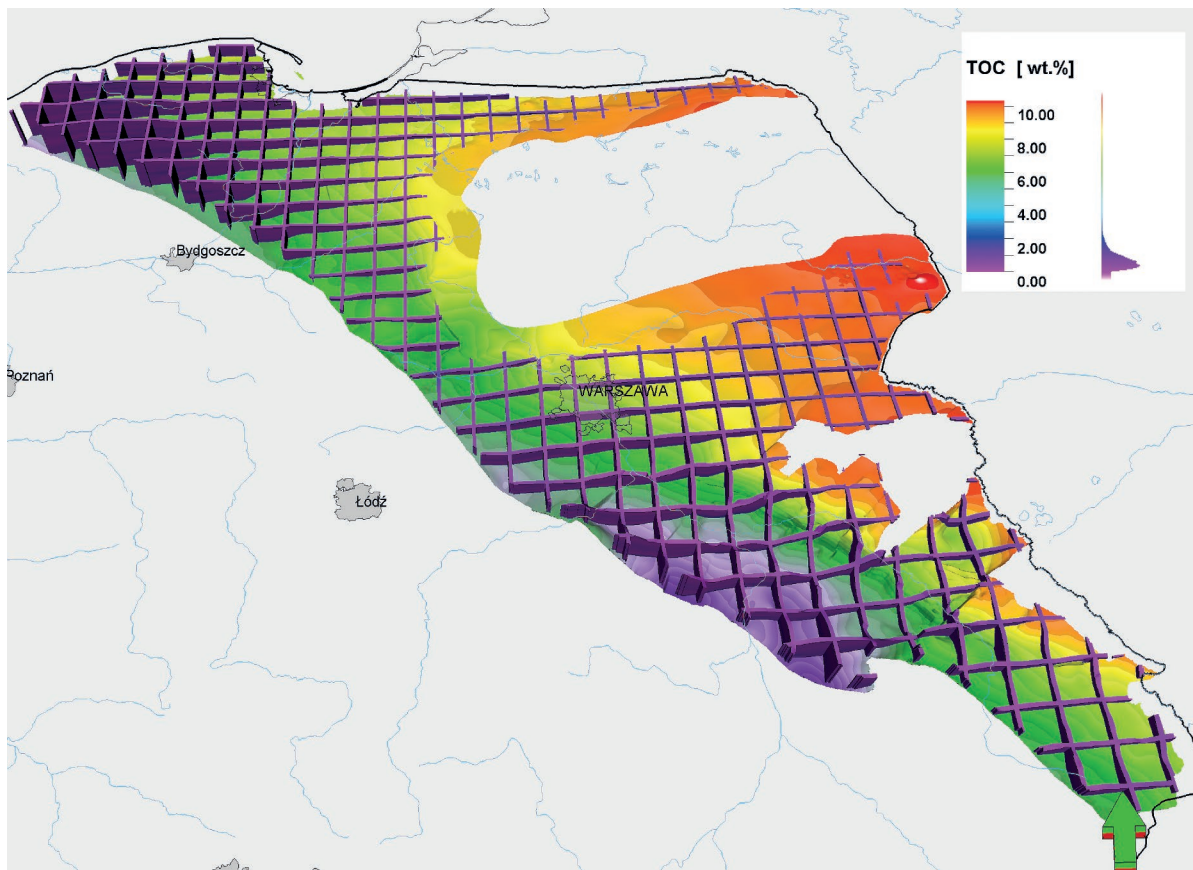 TOC [ wt.%]
10.00
8.00
6.00
4.00
2.00
0.00
Bydgoszcz
Poznań
WARSZAWA
Łódź